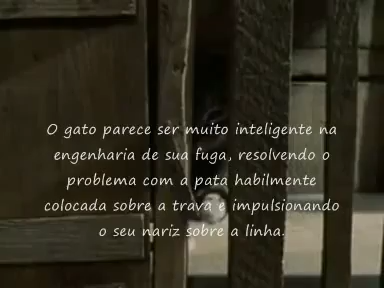 O gato parece ser muito inteligente na
engenharia de sua fuga, resolvendo o
problema com a pata habilmente
colocada sobre a trava e impulsionando
o seu nariz sobre a linha.